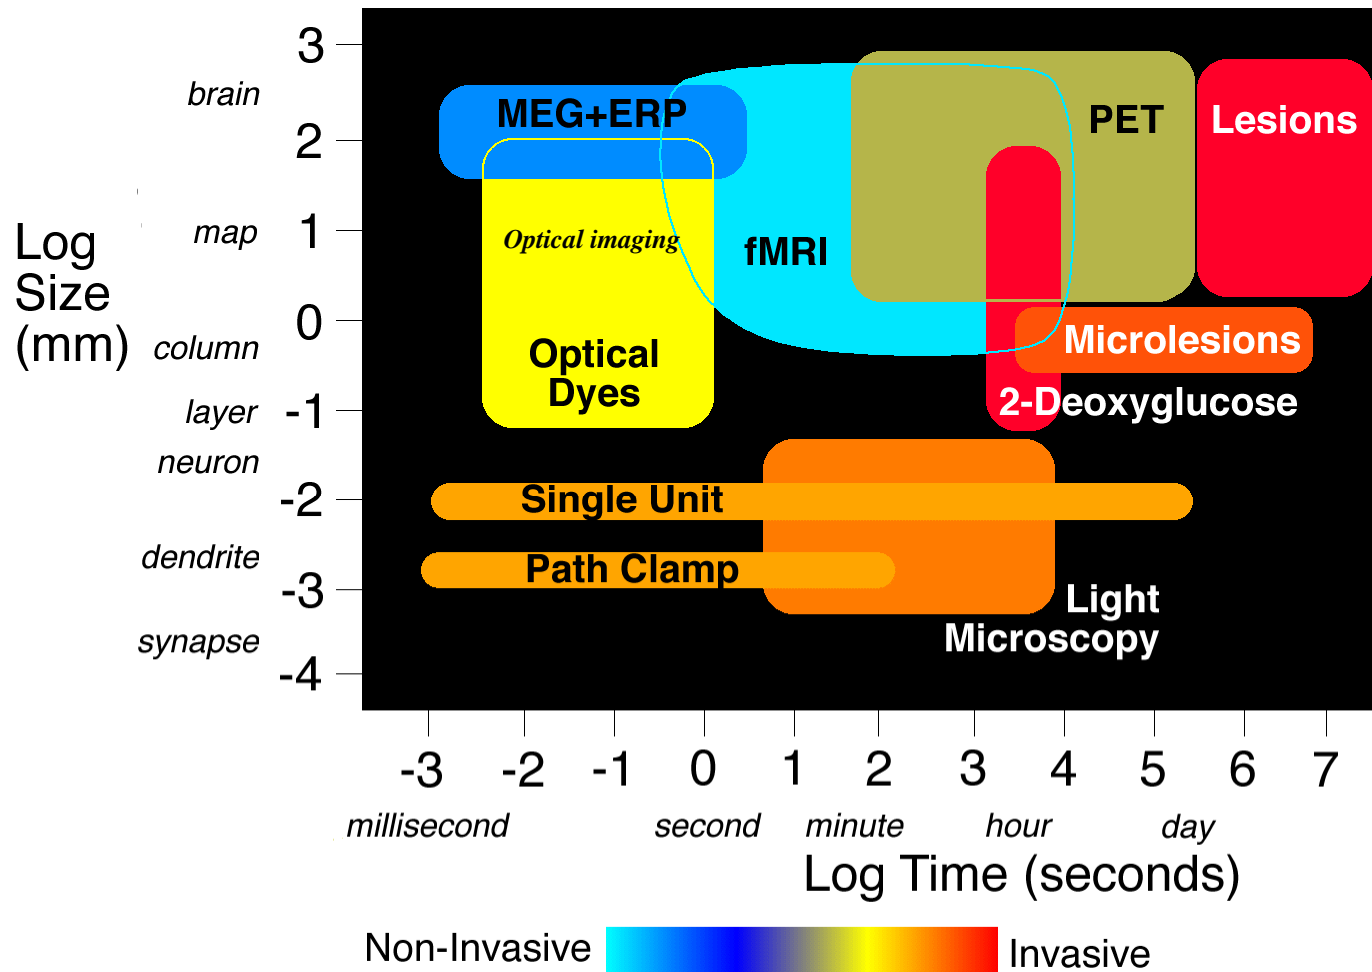 3
brain
MEG+ERP
PET
Lesions
2
map
1
Log
Size
(mm)
Optical imaging
fMRI
0
column
Optical
Dyes
Microlesions
layer
-1
2-Deoxyglucose
neuron
-2
Single Unit
dendrite
Path Clamp
-3
Light
Microscopy
synapse
-4
-3 -2 -1 0 1 2 3 4 5 6 7
millisecond second minute hour day
Log Time (seconds)
Non-Invasive Invasive